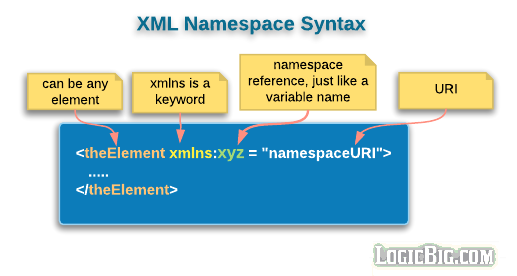 XML Namespace Syntax
can be any
element
xmlns is a
keyword
namespace
reference, just like a
variable name
URI
<theElement xmlns:xyz = "namespaceURI">
.....
</theElement>
LogicBig.com